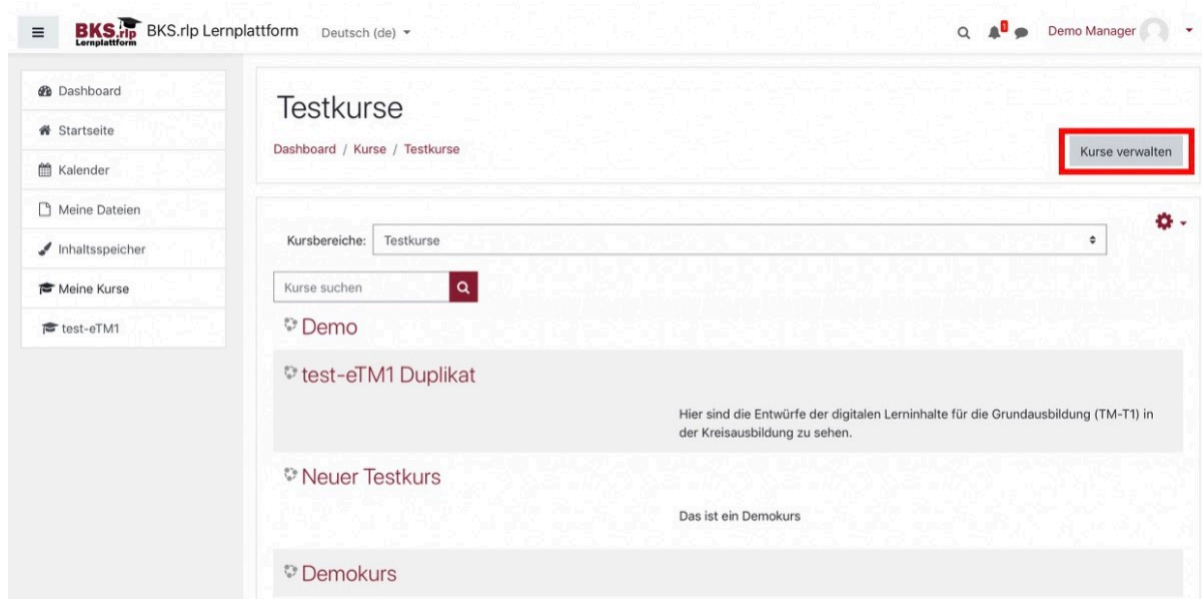 BKS.rlp
Lernplattform
BKS.rlp Lernplattform
Deutsch (de)
1
Demo Manager
Dashboard
Startseite
Kalender
Meine Dateien
Inhaltsspeicher
Meine Kurse
test-eTM1
Testkurse
Dashboard / Kurse / Testkurse
Kurse verwalten
Kursbereiche: Testkurse
Kurse suchen
Demo
test-eTM1 Duplikat
Hier sind die Entwürfe der digitalen Lerninhalte für die Grundausbildung (TM-T1) in
der Kreisausbildung zu sehen.
Neuer Testkurs
Das ist ein Demokurs
Demokurs